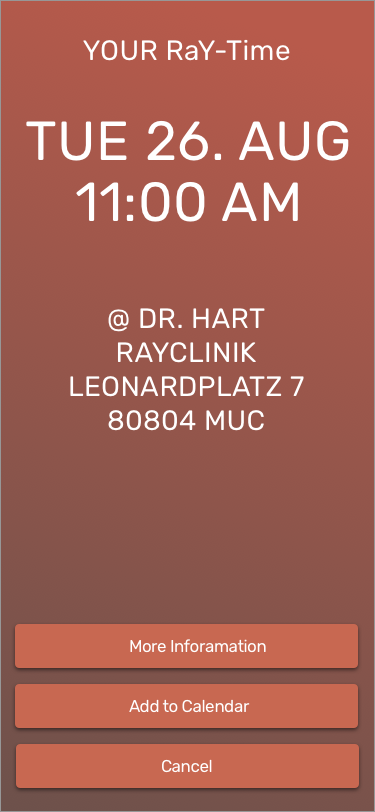 YOUR RaY-Time
TUE 26. AUG
11:00 AM
@ DR. HART
RAYCLINIK
LEONARDPLATZ 7
80804 MUC
More Inforamation
Add to Calendar
Cancel